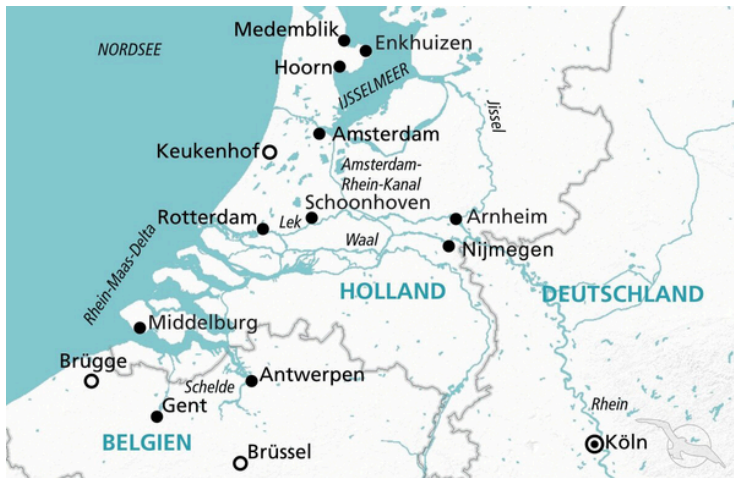 Medemblik
NORDSEE
Enkhuizen
Hoorn
IJSSELMEER
Jissel
Amsterdam
Keukenhof
Amsterdam-
Rhein-Kanal
Schoonhoven
Rotterdam
Lek
Arnheim
Waal
Nijmegen
Rhein-Maas-Delta
HOLLAND
DEUTSCHLAND
Middelburg
Brügge
Antwerpen
Schelde
Gent
Rhein
BELGIEN
Brüssel
Köln